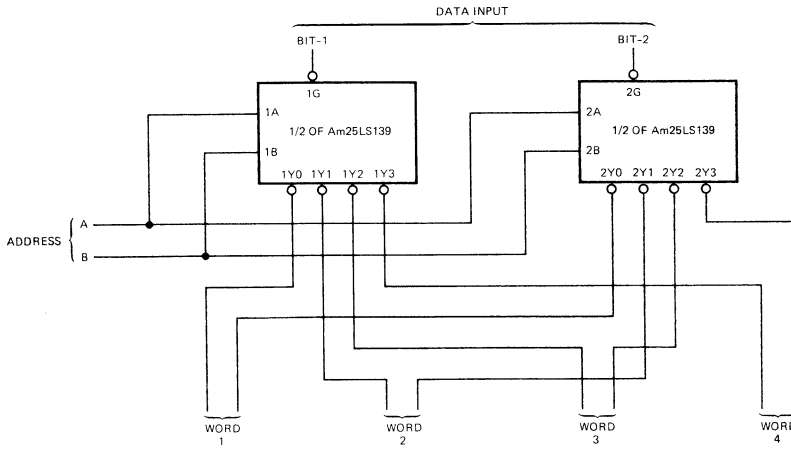 DATA INPUT
BIT-1
BIT-2
1G
2G
1A
1/2 OF Am25LS139
1B
1Y0 1Y1 1Y2 1Y3
2A
1/2 OF Am25LS139
2B
2Y0 2Y1 2Y2 2Y3
ADDRESS
A
B
WORD
1
WORD
2
WORD
3
4